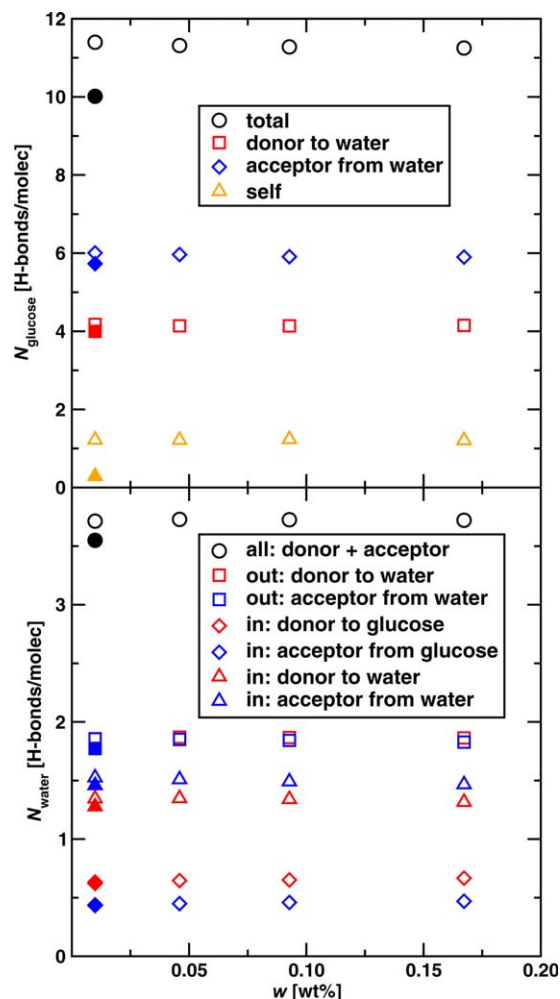 12
10
8
6
4
2
0
N_glucose [H-bonds/molec]
total
donor to water
acceptor from water
self
3
2
1
0
N_water [H-bonds/molec]
all: donor + acceptor
out: donor to water
out: acceptor from water
in: donor to glucose
in: acceptor from glucose
in: donor to water
in: acceptor from water
0.05
0.10
0.15
0.20
w [wt%]